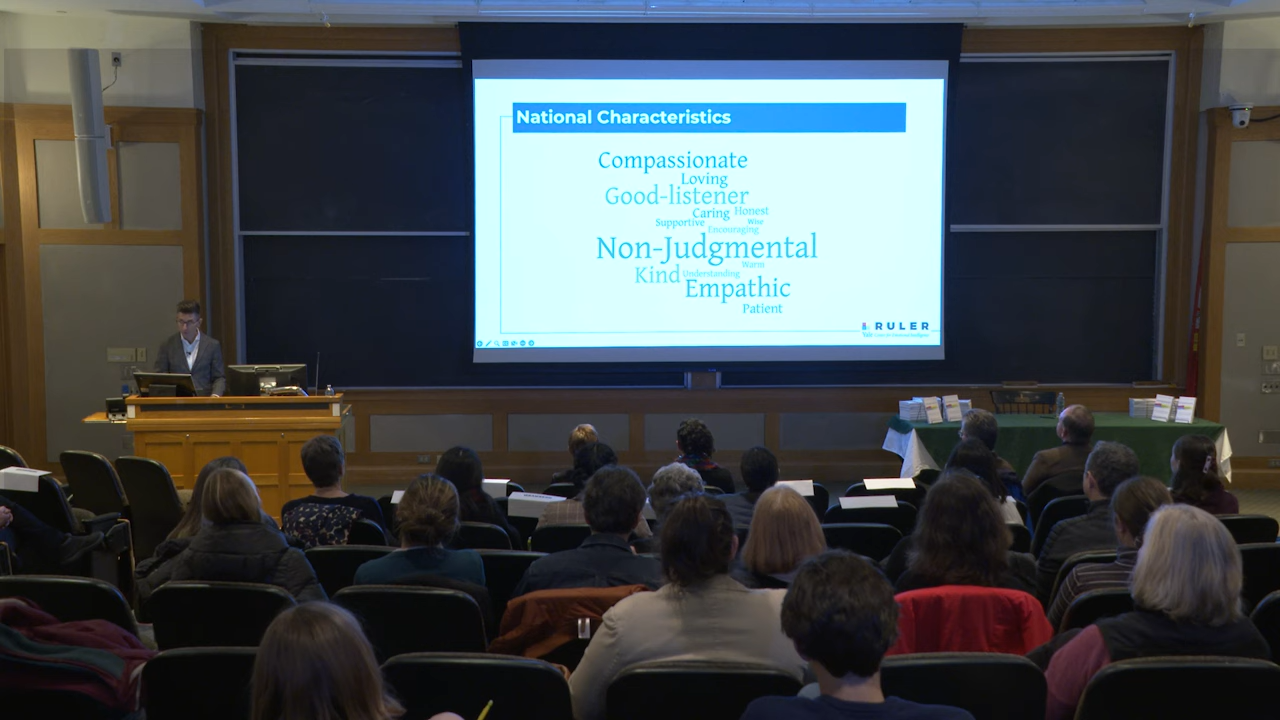 National Characteristics
Compassionate
Loving
Good-listener
Caring Honest
Supportive Wise
Encouraging
Non-Judgmental
Warm
Kind Understanding
Empathic
Patient
RULER